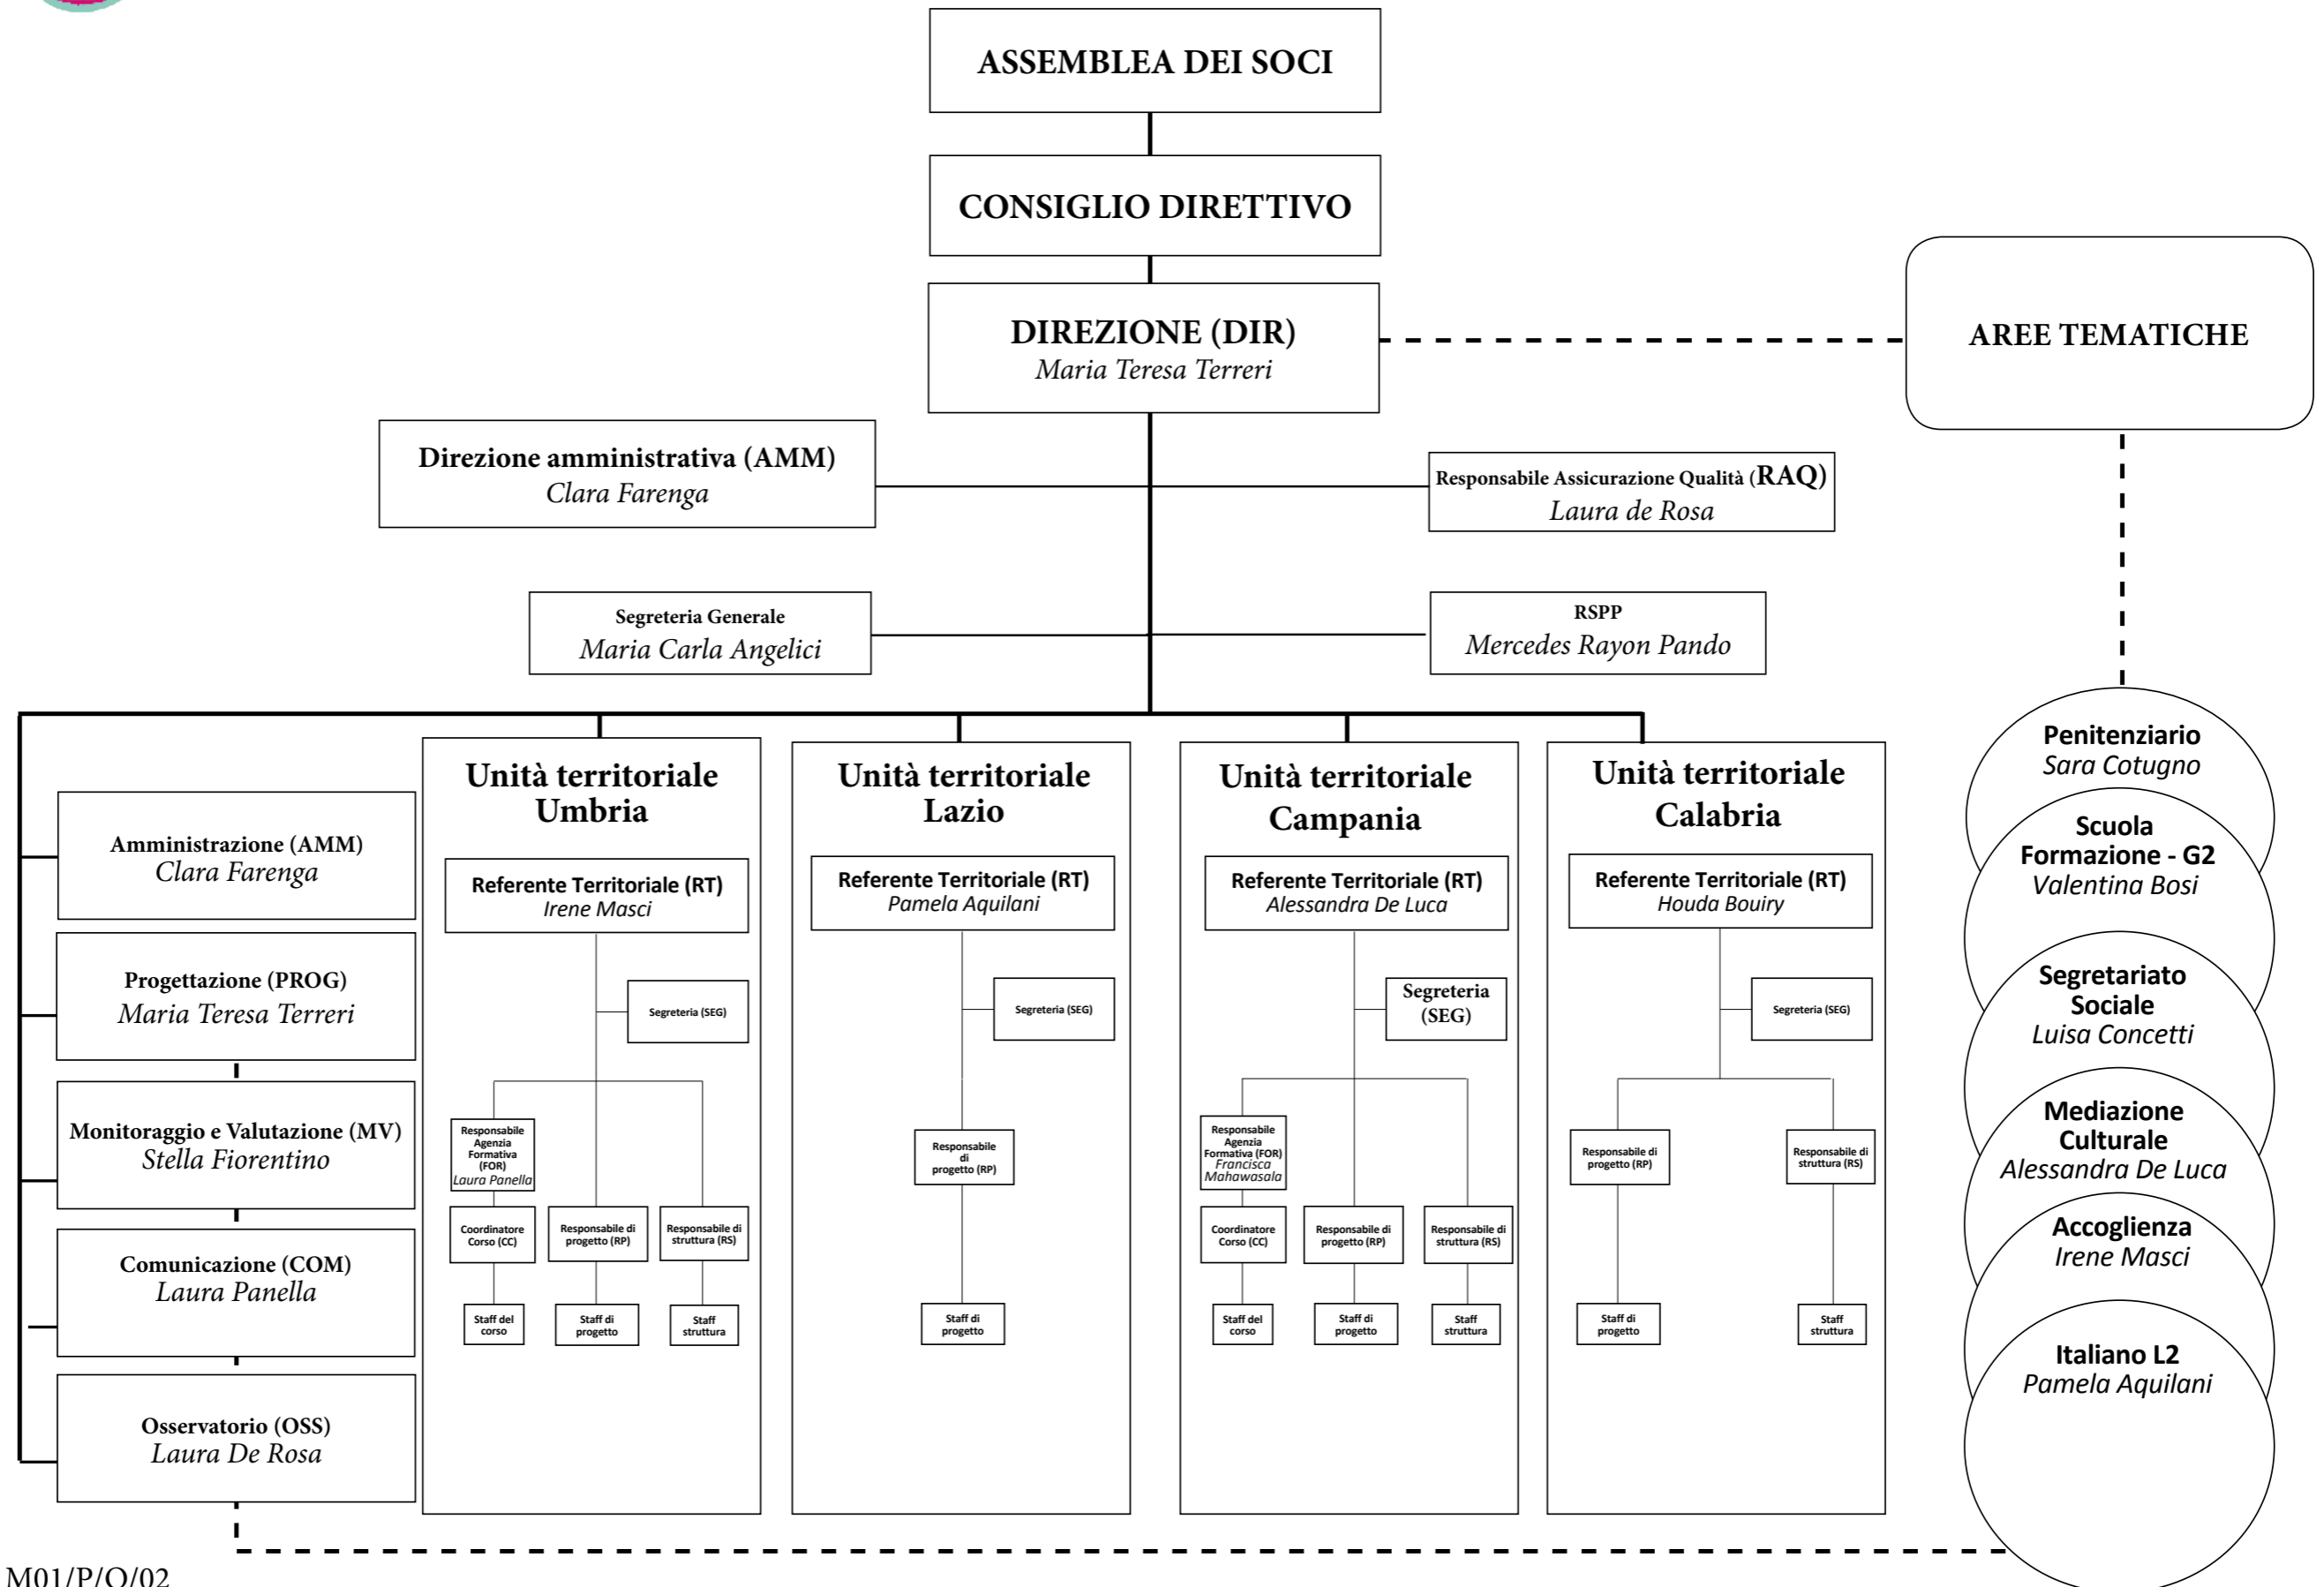 ASSEMBLEA DEI SOCI
CONSIGLIO DIRETTIVO
DIREZIONE (DIR)
Maria Teresa Terreri
AREE TEMATICHE
Direzione amministrativa (AMM)
Clara Farenga
Responsabile Assicurazione Qualità (RAQ)
Laura de Rosa
Segreteria Generale
Maria Carla Angelici
RSPP
Mercedes Rayon Pando
Amministrazione (AMM)
Clara Farenga
Progettazione (PROG)
Maria Teresa Terreri
Monitoraggio e Valutazione (MV)
Stella Fiorentino
Comunicazione (COM)
Laura Panella
Osservatorio (OSS)
Laura De Rosa
Unità territoriale
Umbria
Referente Territoriale (RT)
Irene Masci
Segreteria (SEG)
Responsabile
Agenzia
Formativa
(FOR)
Laura Panella
Coordinatore
Corso (CC)
Responsabile di
progetto (RP)
Responsabile di
struttura (RS)
Staff del
corso
Staff di
progetto
Staff
struttura
Unità territoriale
Lazio
Referente Territoriale (RT)
Pamela Aquilani
Segreteria (SEG)
Responsabile
di
progetto (RP)
Staff di
progetto
Unità territoriale
Campania
Referente Territoriale (RT)
Alessandra De Luca
Segreteria
(SEG)
Responsabile
Agenzia
Formativa (FOR)
Francisca
Mahawasala
Coordinatore
Corso (CC)
Responsabile di
progetto (RP)
Responsabile di
struttura (RS)
Staff del
corso
Staff di
progetto
Staff
struttura
Unità territoriale
Calabria
Referente Territoriale (RT)
Houda Bouiry
Segreteria (SEG)
Responsabile di
progetto (RP)
Responsabile di
struttura (RS)
Staff di
progetto
Staff
struttura
Penitenziario
Sara Cotugno
Scuola
Formazione - G2
Valentina Bosi
Segretariato
Sociale
Luisa Concetti
Mediazione
Culturale
Alessandra De Luca
Accoglienza
Irene Masci
Italiano L2
Pamela Aquilani
M01/P/Q/02